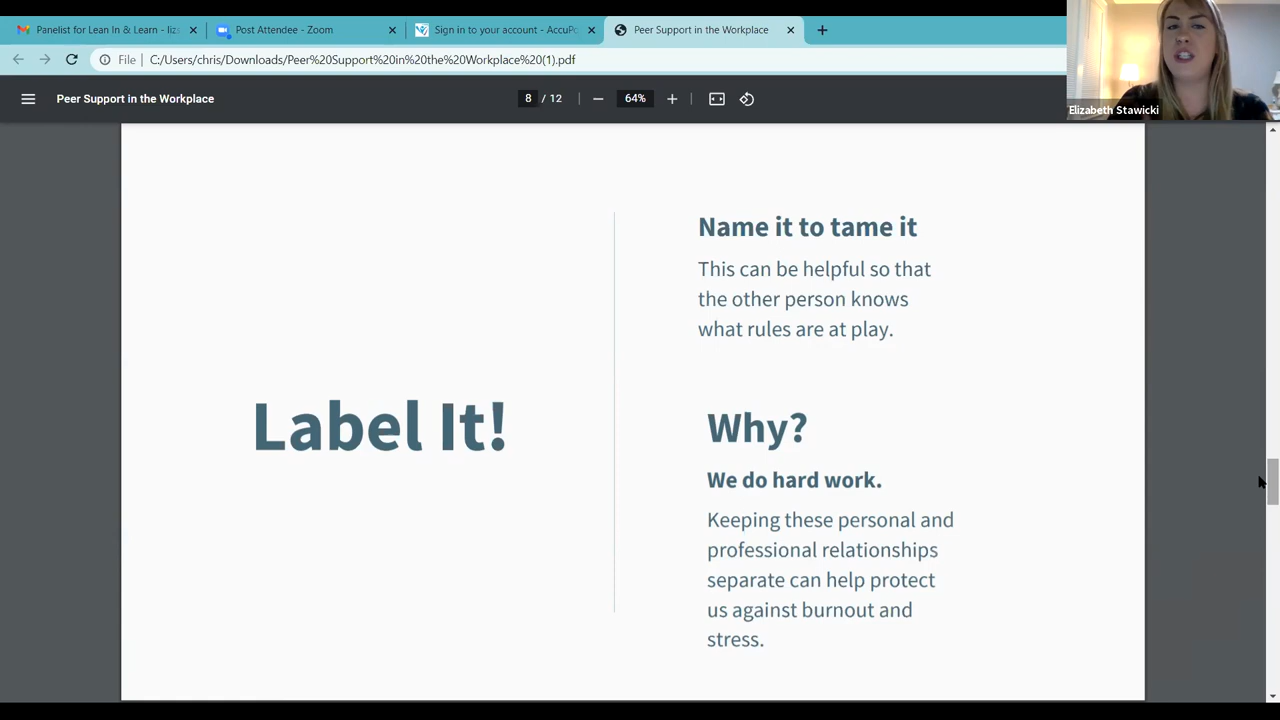 Panelist for Lean In & Learn - liz
Post Attendee - Zoom
Sign in to your account - AccuPo
Peer Support in the Workplace
File
C:/Users/chris/Downloads/Peer%20Support%20in%20the%20Workplace%20(1).pdf
Peer Support in the Workplace
8 / 12
64%
Elizabeth Stawicki
Label It!
Name it to tame it
This can be helpful so that
the other person knows
what rules are at play.
Why?
We do hard work.
Keeping these personal and
professional relationships
separate can help protect
us against burnout and
stress.